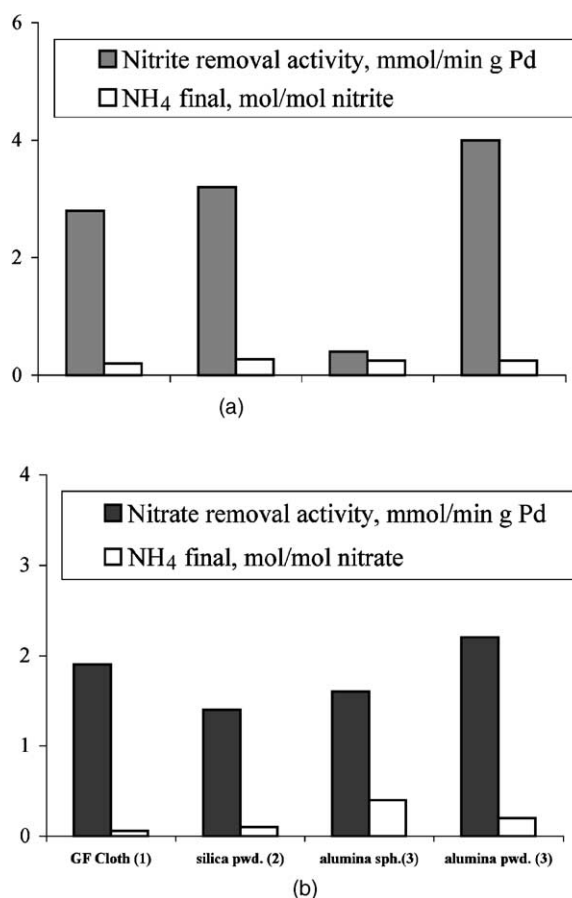 6
Nitrite removal activity, mmol/min g Pd
NH₄ final, mol/mol nitrite
4
2
0
(a)
4
Nitrate removal activity, mmol/min g Pd
NH₄ final, mol/mol nitrate
3
2
1
0
GF Cloth (1) silica pwd. (2) alumina sph.(3) alumina pwd. (3)
(b)